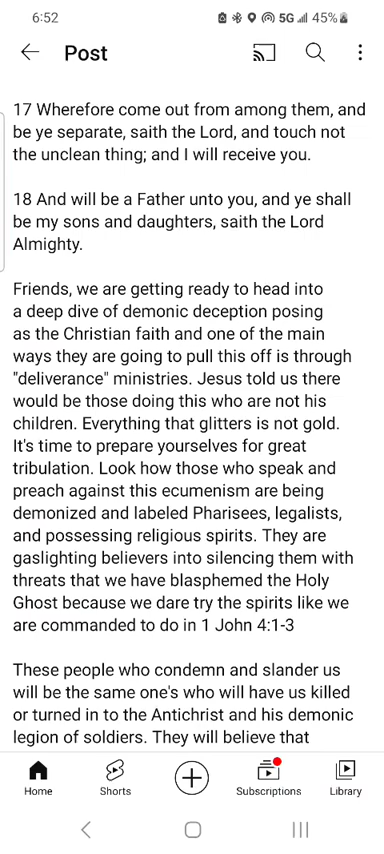 6:52
5G 45%
Post
17 Wherefore come out from among them, and
be ye separate, saith the Lord, and touch not
the unclean thing; and I will receive you.
18 And will be a Father unto you, and ye shall
be my sons and daughters, saith the Lord
Almighty.
Friends, we are getting ready to head into
a deep dive of demonic deception posing
as the Christian faith and one of the main
ways they are going to pull this off is through
"deliverance" ministries. Jesus told us there
would be those doing this who are not his
children. Everything that glitters is not gold.
It's time to prepare yourselves for great
tribulation. Look how those who speak and
preach against this ecumenism are being
demonized and labeled Pharisees, legalists,
and possessing religious spirits. They are
gaslighting believers into silencing them with
threats that we have blasphemed the Holy
Ghost because we dare try the spirits like we
are commanded to do in 1 John 4:1-3
These people who condemn and slander us
will be the same one's who will have us killed
or turned in to the Antichrist and his demonic
legion of soldiers. They will believe that
Home Shorts Subscriptions Library